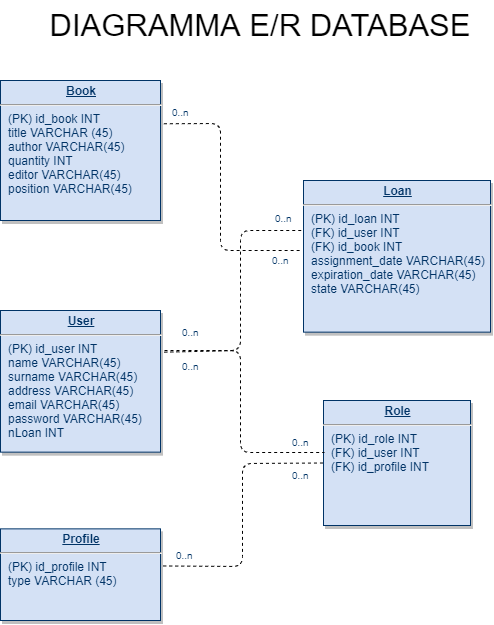 DIAGRAMMA E/R DATABASE
Book
(PK) id_book INT
title VARCHAR (45)
author VARCHAR(45)
quantity INT
editor VARCHAR(45)
position VARCHAR(45)
0..n
Loan
(PK) id_loan INT
(FK) id_user INT
(FK) id_book INT
assignment_date VARCHAR(45)
expiration_date VARCHAR(45)
state VARCHAR(45)
0..n
0..n
User
(PK) id_user INT
name VARCHAR(45)
surname VARCHAR(45)
address VARCHAR(45)
email VARCHAR(45)
password VARCHAR(45)
nLoan INT
0..n
0..n
Role
(PK) id_role INT
(FK) id_user INT
(FK) id_profile INT
0..n
0..n
Profile
(PK) id_profile INT
type VARCHAR (45)
0..n